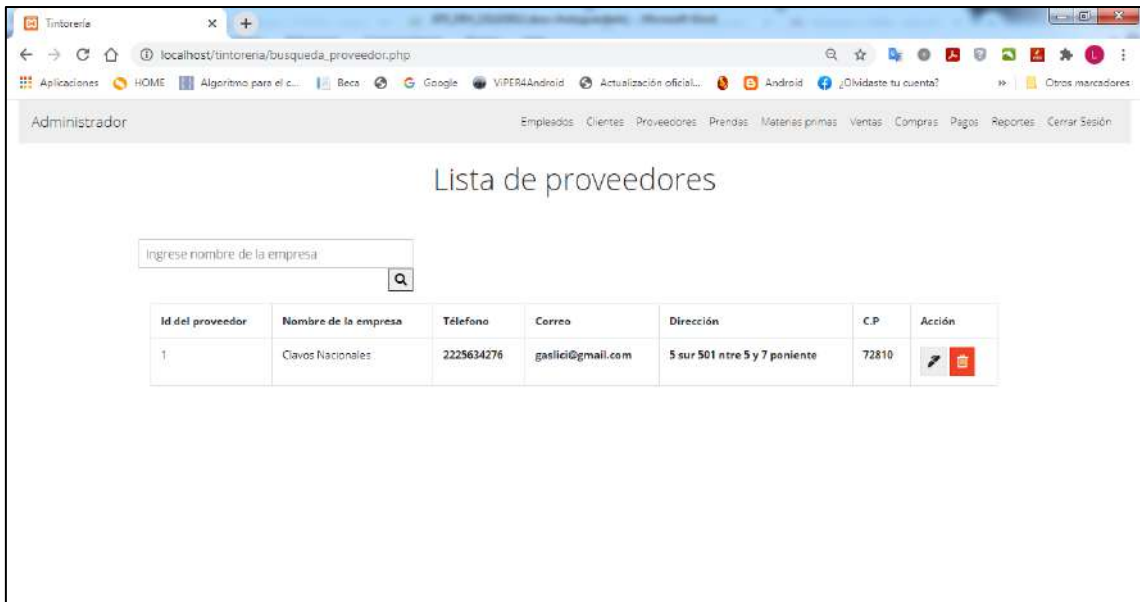 Tintorería
localhost/tintoreria/busqueda_proveedor.php
Aplicaciones HOME Algoritmo para el c... Beca Google ViPER4Android Actualización oficial... Android ¿Olvidaste tu cuenta? » Otros marcadores
L
Administrador Empleados Clientes Proveedores Prendas Materias primas Ventas Compras Pagos Reportes Cerrar Sesión
Lista de proveedores
Ingrese nombre de la empresa
Id del proveedor Nombre de la empresa Télefono Correo Dirección C.P Acción
1 Clavos Nacionales 2225634276 gaslici@gmail.com 5 sur 501 ntre 5 y 7 poniente 72810